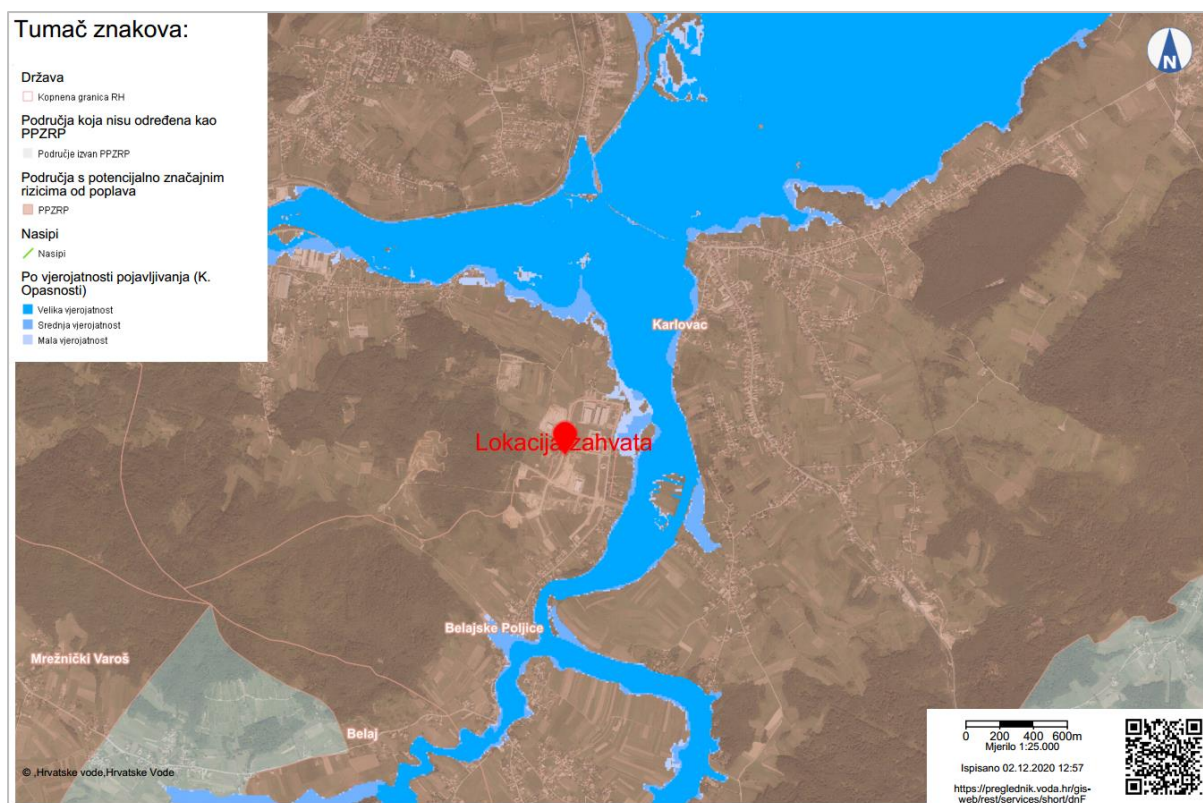 Tumač znakova:
Država
Kopnena granica RH
Područja koja nisu određena kao
PPZRP
Područje izvan PPZRP
Područja s potencijalno značajnim
rizicima od poplava
PPZRP
Nasipi
Nasipi
Po vjerojatnosti pojavljivanja (K.
Opasnosti)
Velika vjerojatnost
Srednja vjerojatnost
Mala vjerojatnost
N
Karlovac
Lokacija zahvata
Belajske Poljice
Mrežnički Varoš
Belaj
© ,Hrvatske vode,Hrvatske Vode
0 200 400 600m
Mjerilo 1:25.000
Ispisano 02.12.2020 12:57
https://preglednik.voda.hr/gis-
web/rest/services/short/dnF